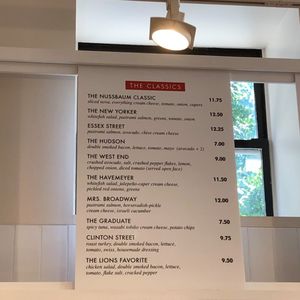 THE CLASSICS
THE NUSSBAUM CLASSIC 11.75
sliced nova, everything cream cheese, tomato, onion, capers
THE NEW YORKER 12.50
whitefish salad, pastrami salmon, greens, tomato, onion
ESSEX STREET 12.25
pastrami salmon, avocado, chive cream cheese
THE HUDSON 7.00
double smoked bacon, lettuce, tomato, mayo (avocado + 2)
THE WEST END 9.00
crushed avocado, salt, crushed pepper flakes, lemon,
chopped onion, diced tomato (served open face)
THE HAVEMEYER 11.50
whitefish salad, jalapeño-caper cream cheese,
pickled red onion, greens
MRS. BROADWAY 12.00
pastrami salmon, horseradish-pickle
cream cheese, sliced cucumber
THE GRADUATE 7.50
spicy tuna, wasabi tobiko cream cheese, potato chips
CLINTON STREET 9.75
roast turkey, double smoked bacon, lettuce,
tomato, swiss, housemade dressing
THE LIONS FAVORITE 9.50
chicken salad, double smoked bacon, lettuce,
tomato, flake salt, cracked pepper